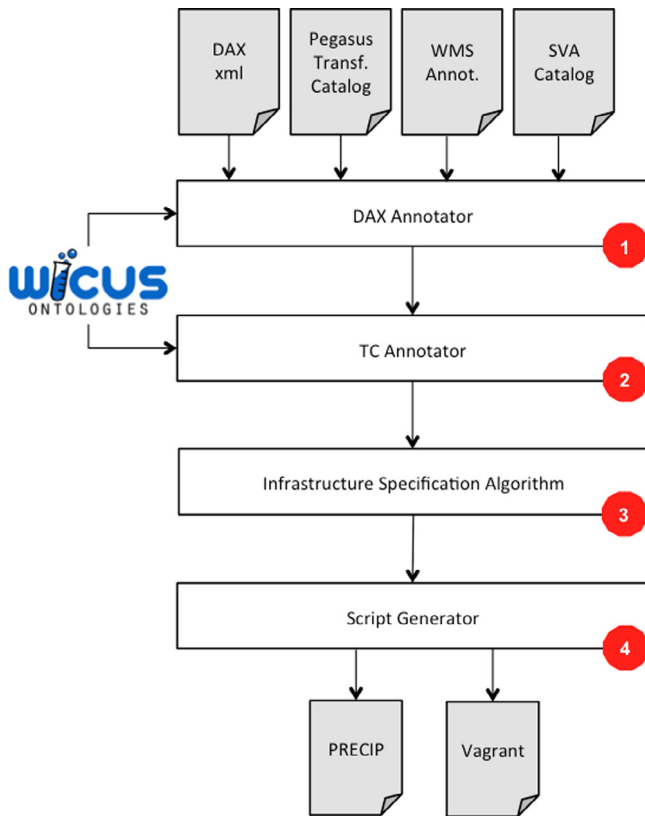 DAX
xml
Pegasus
Transf.
Catalog
WMS
Annot.
SVA
Catalog
DAX Annotator
1
WICUS
ONTOLOGIES
TC Annotator
2
Infrastructure Specification Algorithm
3
Script Generator
4
PRECIP
Vagrant